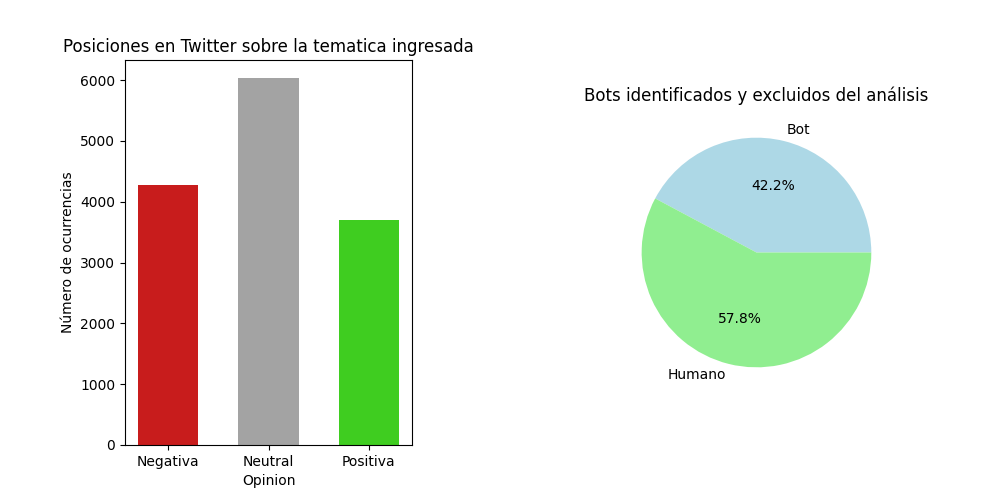 Posiciones en Twitter sobre la tematica ingresada
Número de ocurrencias
6000
5000
4000
3000
2000
1000
0
Negativa
Neutral
Positiva
Opinion
Bots identificados y excluidos del análisis
Bot
42.2%
57.8%
Humano